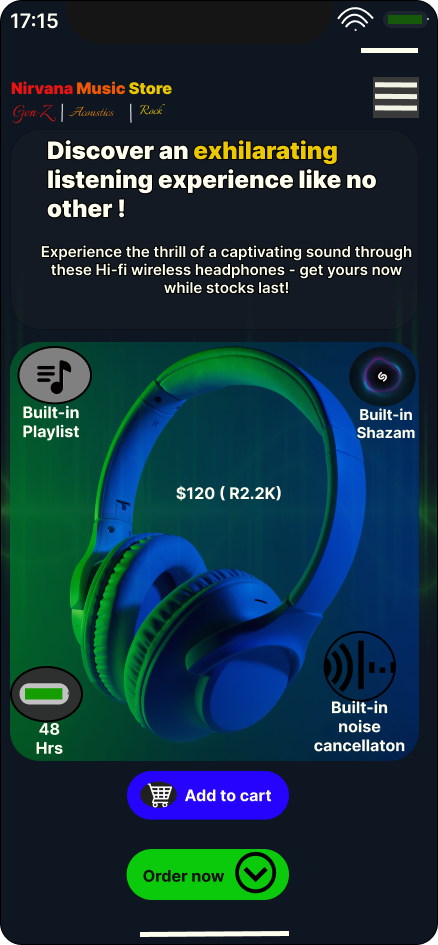 17:15
Nirvana Music Store
Gen Z | Acoustics | Rock
Discover an exhilarating
listening experience like no
other !
Experience the thrill of a captivating sound through
these Hi-fi wireless headphones - get yours now
while stocks last!
Built-in
Playlist
Built-in
Shazam
$120 ( R2.2K)
48
Hrs
Built-in
noise
cancellaton
Add to cart
Order now